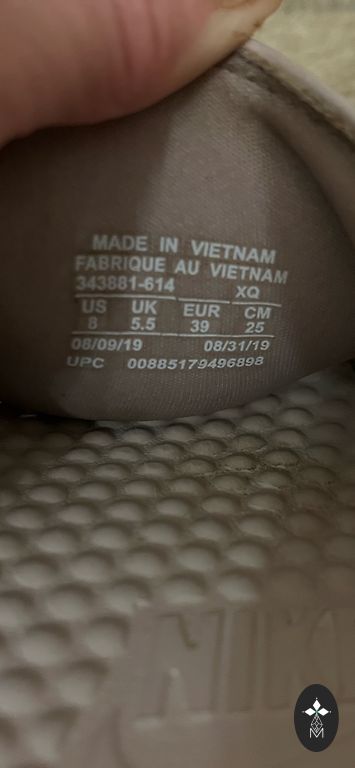 MADE IN VIETNAM
FABRIQUE AU VIETNAM
343881-614 XQ
US UK EUR CM
8 5.5 39 25
08/09/19 08/31/19
UPC 00885179496898
NIKE
M